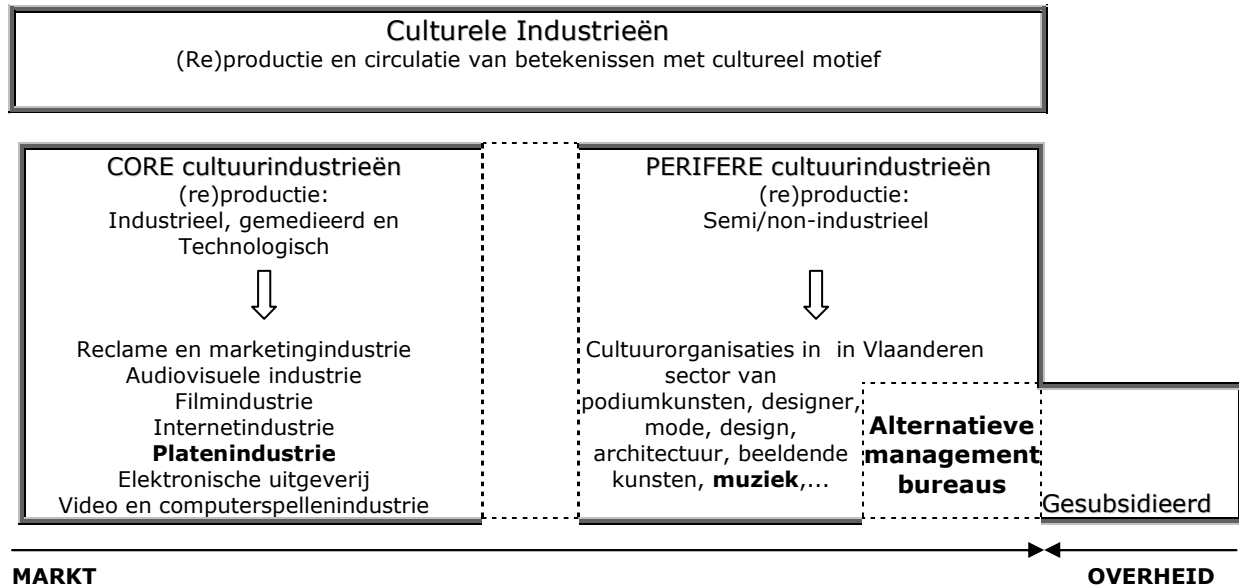 Culturele Industrieën
(Re)productie en circulatie van betekenissen met cultureel motief
CORE cultuurindustrieën
(re)productie:
Industrieel, gemedieerd en
Technologisch
Reclame en marketingindustrie
Audiovisuele industrie
Filmindustrie
Internetindustrie
Platenindustrie
Elektronische uitgeverij
Video en computerspellenindustrie
PERIFERE cultuurindustrieën
(re)productie:
Semi/non-industrieel
Cultuurorganisaties in in Vlaanderen
sector van
podiumkunsten, designer,
mode, design,
architectuur, beeldende
kunsten, muziek,...
Alternatieve
management
bureaus
Gesubsidieerd
MARKT
OVERHEID